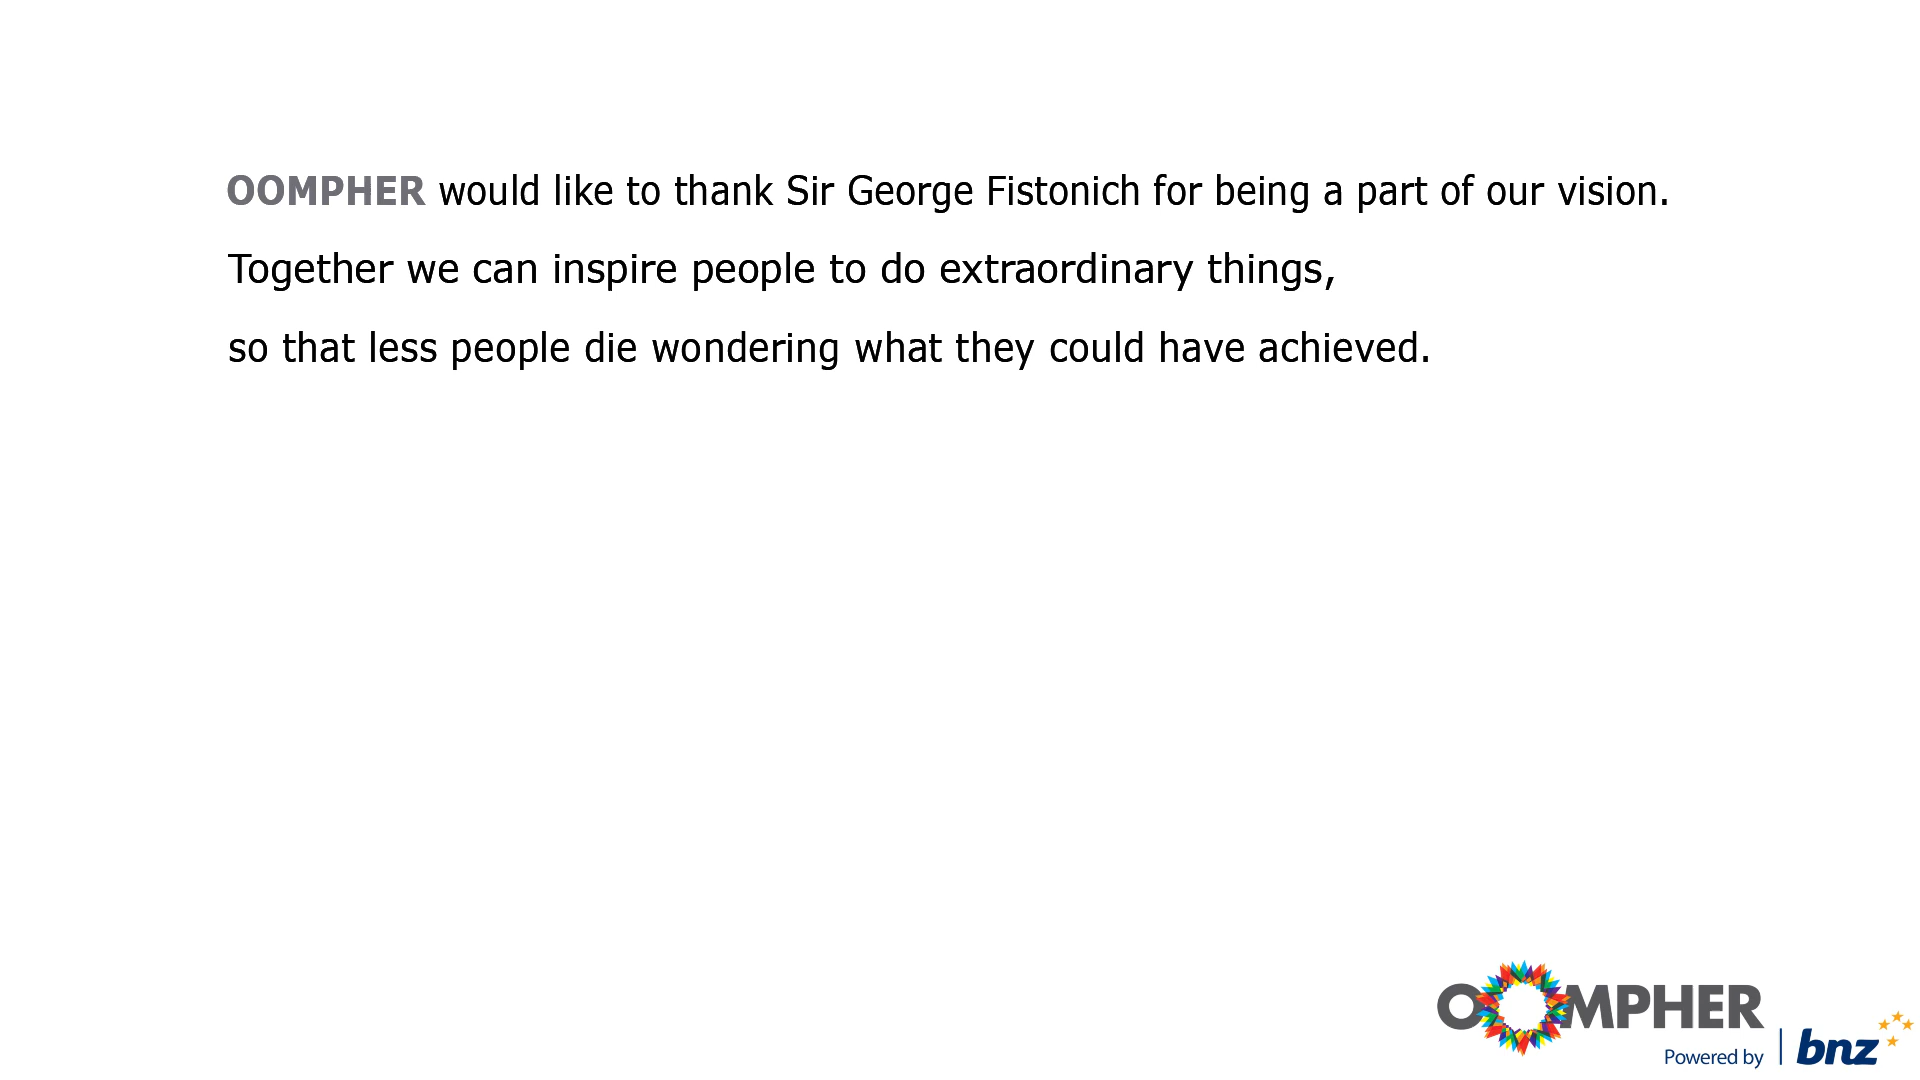 OOMPHER would like to thank Sir George Fistonich for being a part of our vision.
Together we can inspire people to do extraordinary things,
so that less people die wondering what they could have achieved.
OOMPHER
Powered by | bnz